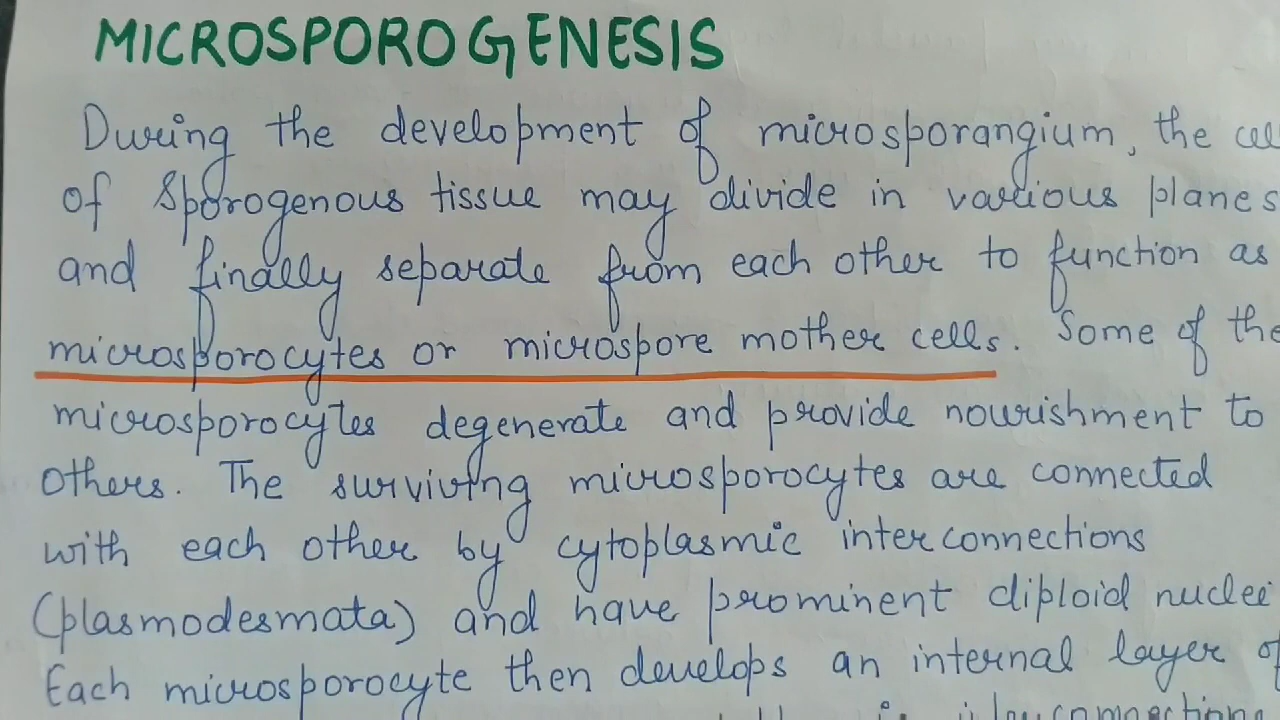 MICROSPOROGENESIS
During the development of microsporangium, the cel
of sporogenous tissue may divide in various planes
and finally separate from each other to function as
microsporocytes or microspore mother cells. Some of the
microsporocytes degenerate and provide nourishment to
others. The surviving microsporocytes are connected
with each other by cytoplasmic interconnections
(plasmodesmata) and have prominent diploid nuclei
Each microsporocyte then develops an internal layer of